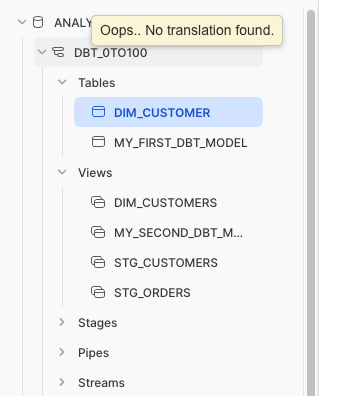 ANALY
Oops.. No translation found.
DBT_0TO100
Tables
DIM_CUSTOMER
MY_FIRST_DBT_MODEL
Views
DIM_CUSTOMERS
MY_SECOND_DBT_M...
STG_CUSTOMERS
STG_ORDERS
Stages
Pipes
Streams